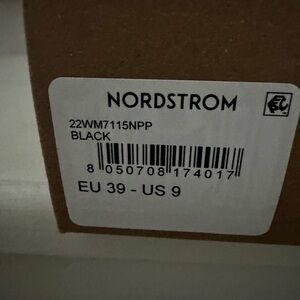 NORDSTROM
22WM7115NPP
BLACK
8 050708 174017
EU 39 - US 9